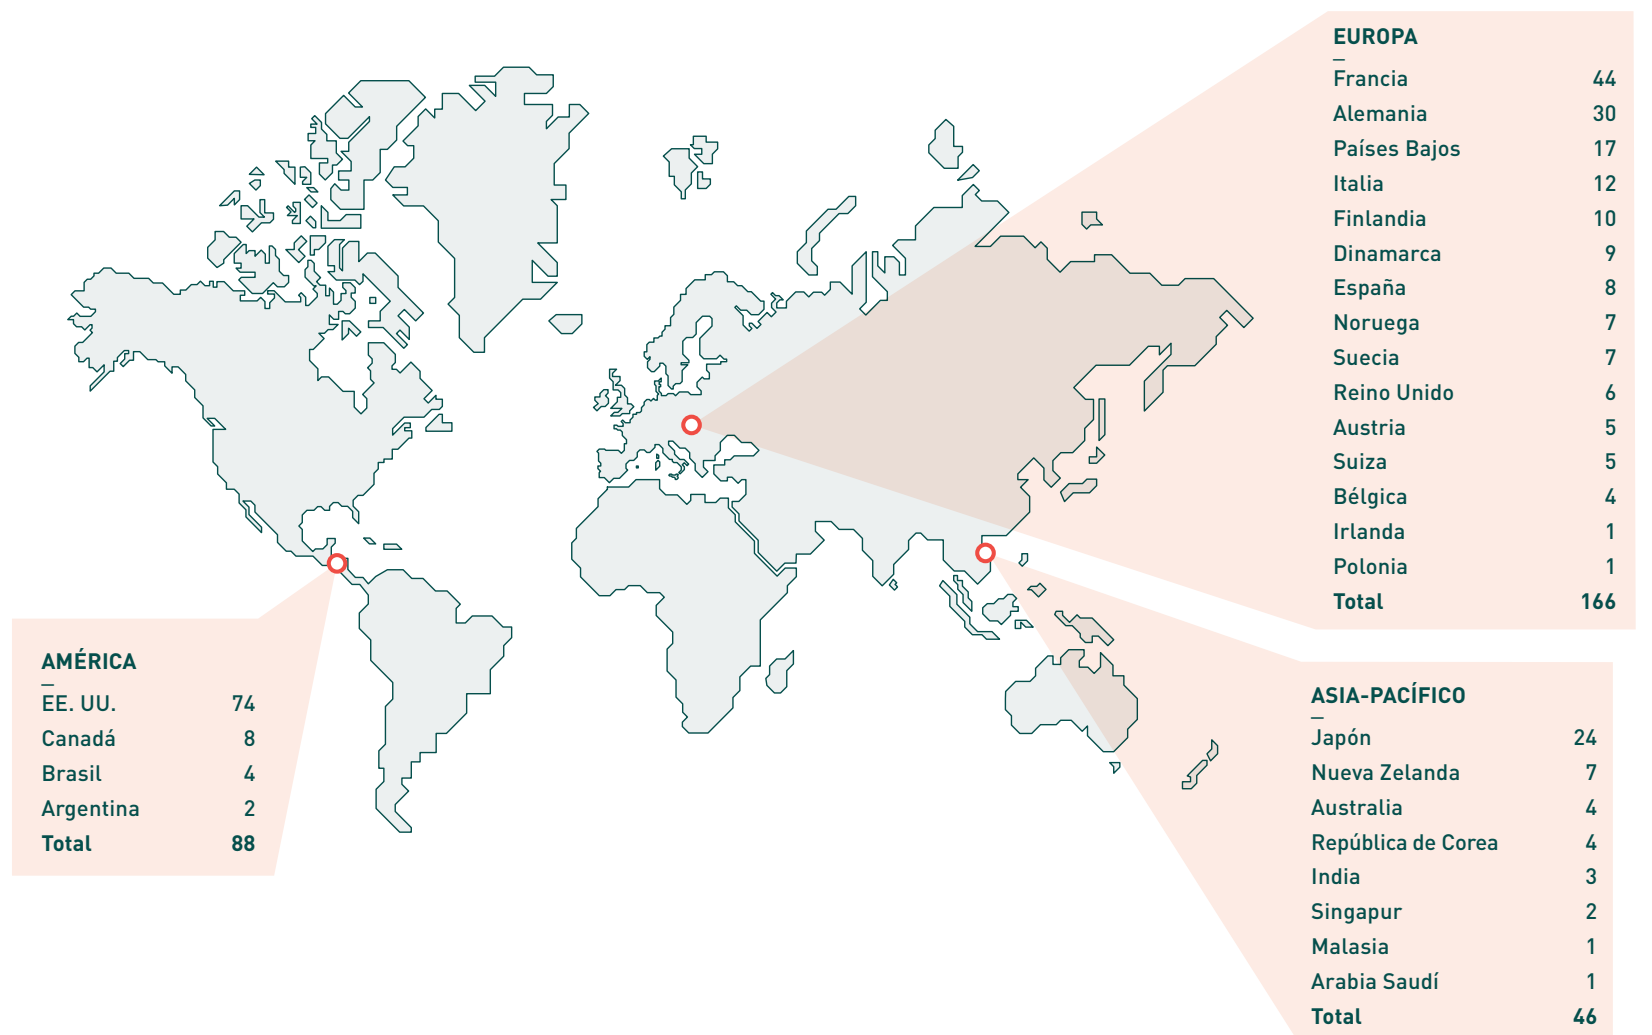 EUROPA
Francia 44
Alemania 30
Países Bajos 17
Italia 12
Finlandia 10
Dinamarca 9
España 8
Noruega 7
Suecia 7
Reino Unido 6
Austria 5
Suiza 5
Bélgica 4
Irlanda 1
Polonia 1
Total 166
AMÉRICA
EE. UU. 74
Canadá 8
Brasil 4
Argentina 2
Total 88
ASIA-PACÍFICO
Japón 24
Nueva Zelanda 7
Australia 4
República de Corea 4
India 3
Singapur 2
Malasia 1
Arabia Saudí 1
Total 46